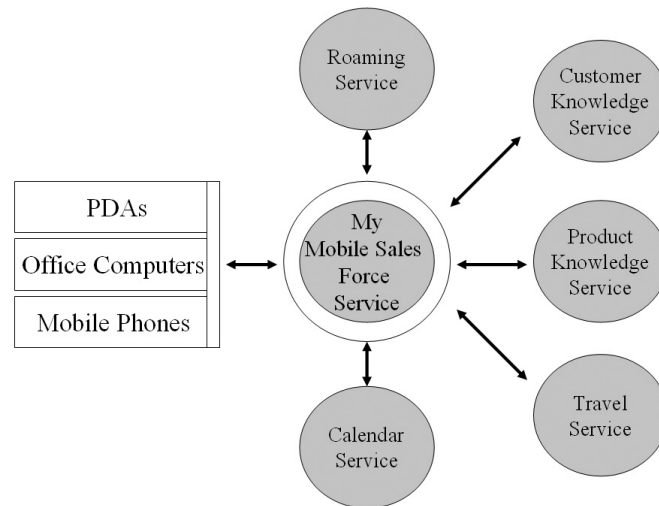 Roaming
Service
Customer
Knowledge
Service
PDAs
Office Computers
Mobile Phones
My
Mobile Sales
Force
Service
Product
Knowledge
Service
Calendar
Service
Travel
Service